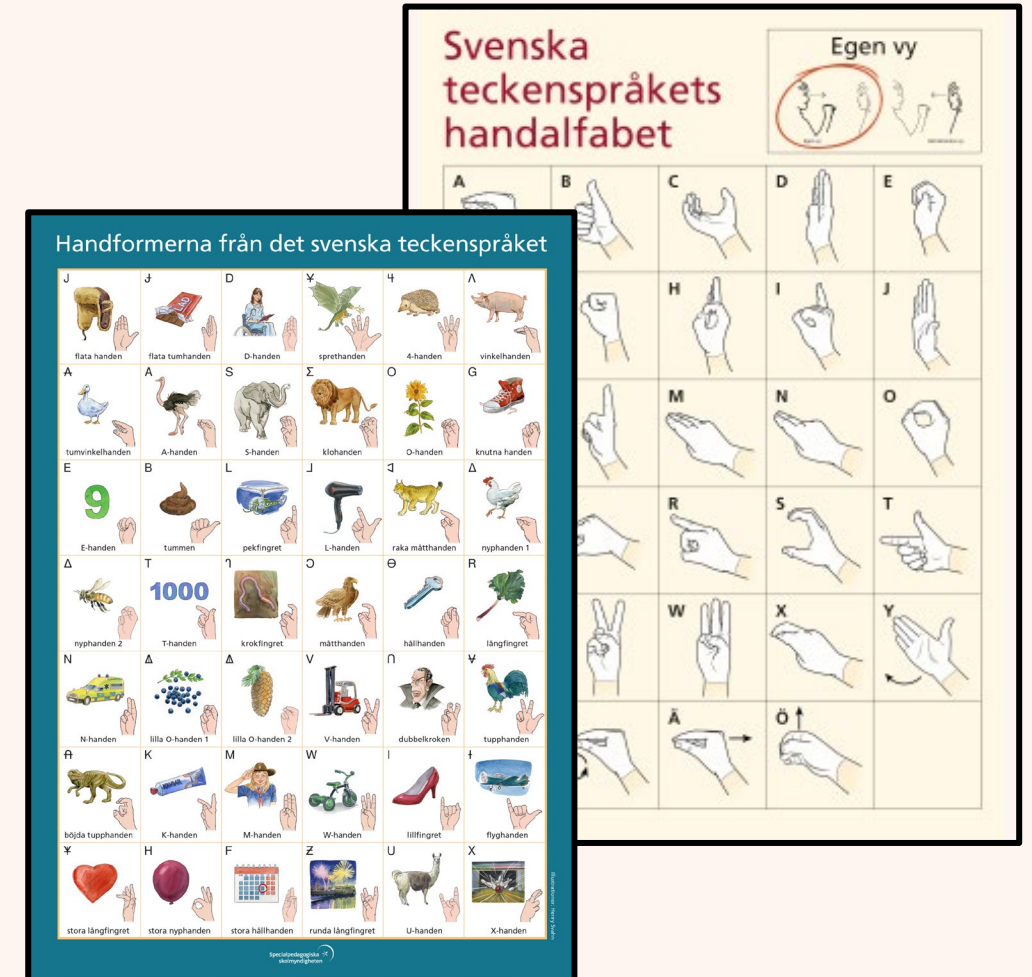 Svenska
teckenspråkets
handalfabet
Egen vy
A B C D E
H I J
M N O
R S T
W X Y
Ä Ö
Handformerna från det svenska teckenspråket
flata handen flata tumhanden D-handen sprethanden 4-handen vinkelhanden
A S Σ O G
tumvinkelhanden A-handen S-handen klohanden O-handen knutna handen
E B L
9
E-handen tummen pekfingret L-handen raka måtthanden nyphanden 1
Δ T Ɔ Ө R
1000
nyphanden 2 T-handen krokfingret måtthanden hållhanden långfingret
N V
N-handen lilla O-handen 1 lilla O-handen 2 V-handen dubbelkroken tupphanden
K M W I
böjda tupphanden K-handen M-handen W-handen lillfingret flyghanden
¥ H F Ƶ U X
stora långfingret stora nyphanden stora hållhanden runda långfingret U-handen X-handen
Specialpedagogiska
skolmyndigheten